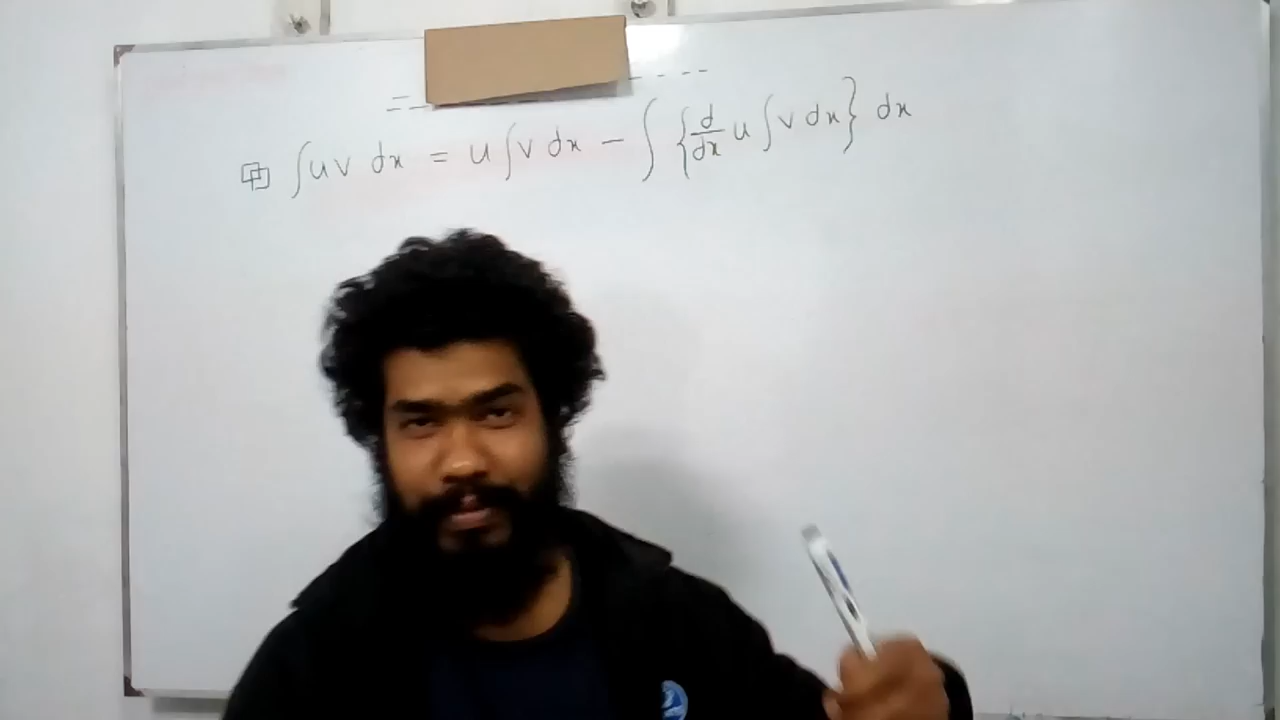 ∫uv dx = u∫v dx − ∫{d/dx u∫v dx} dx